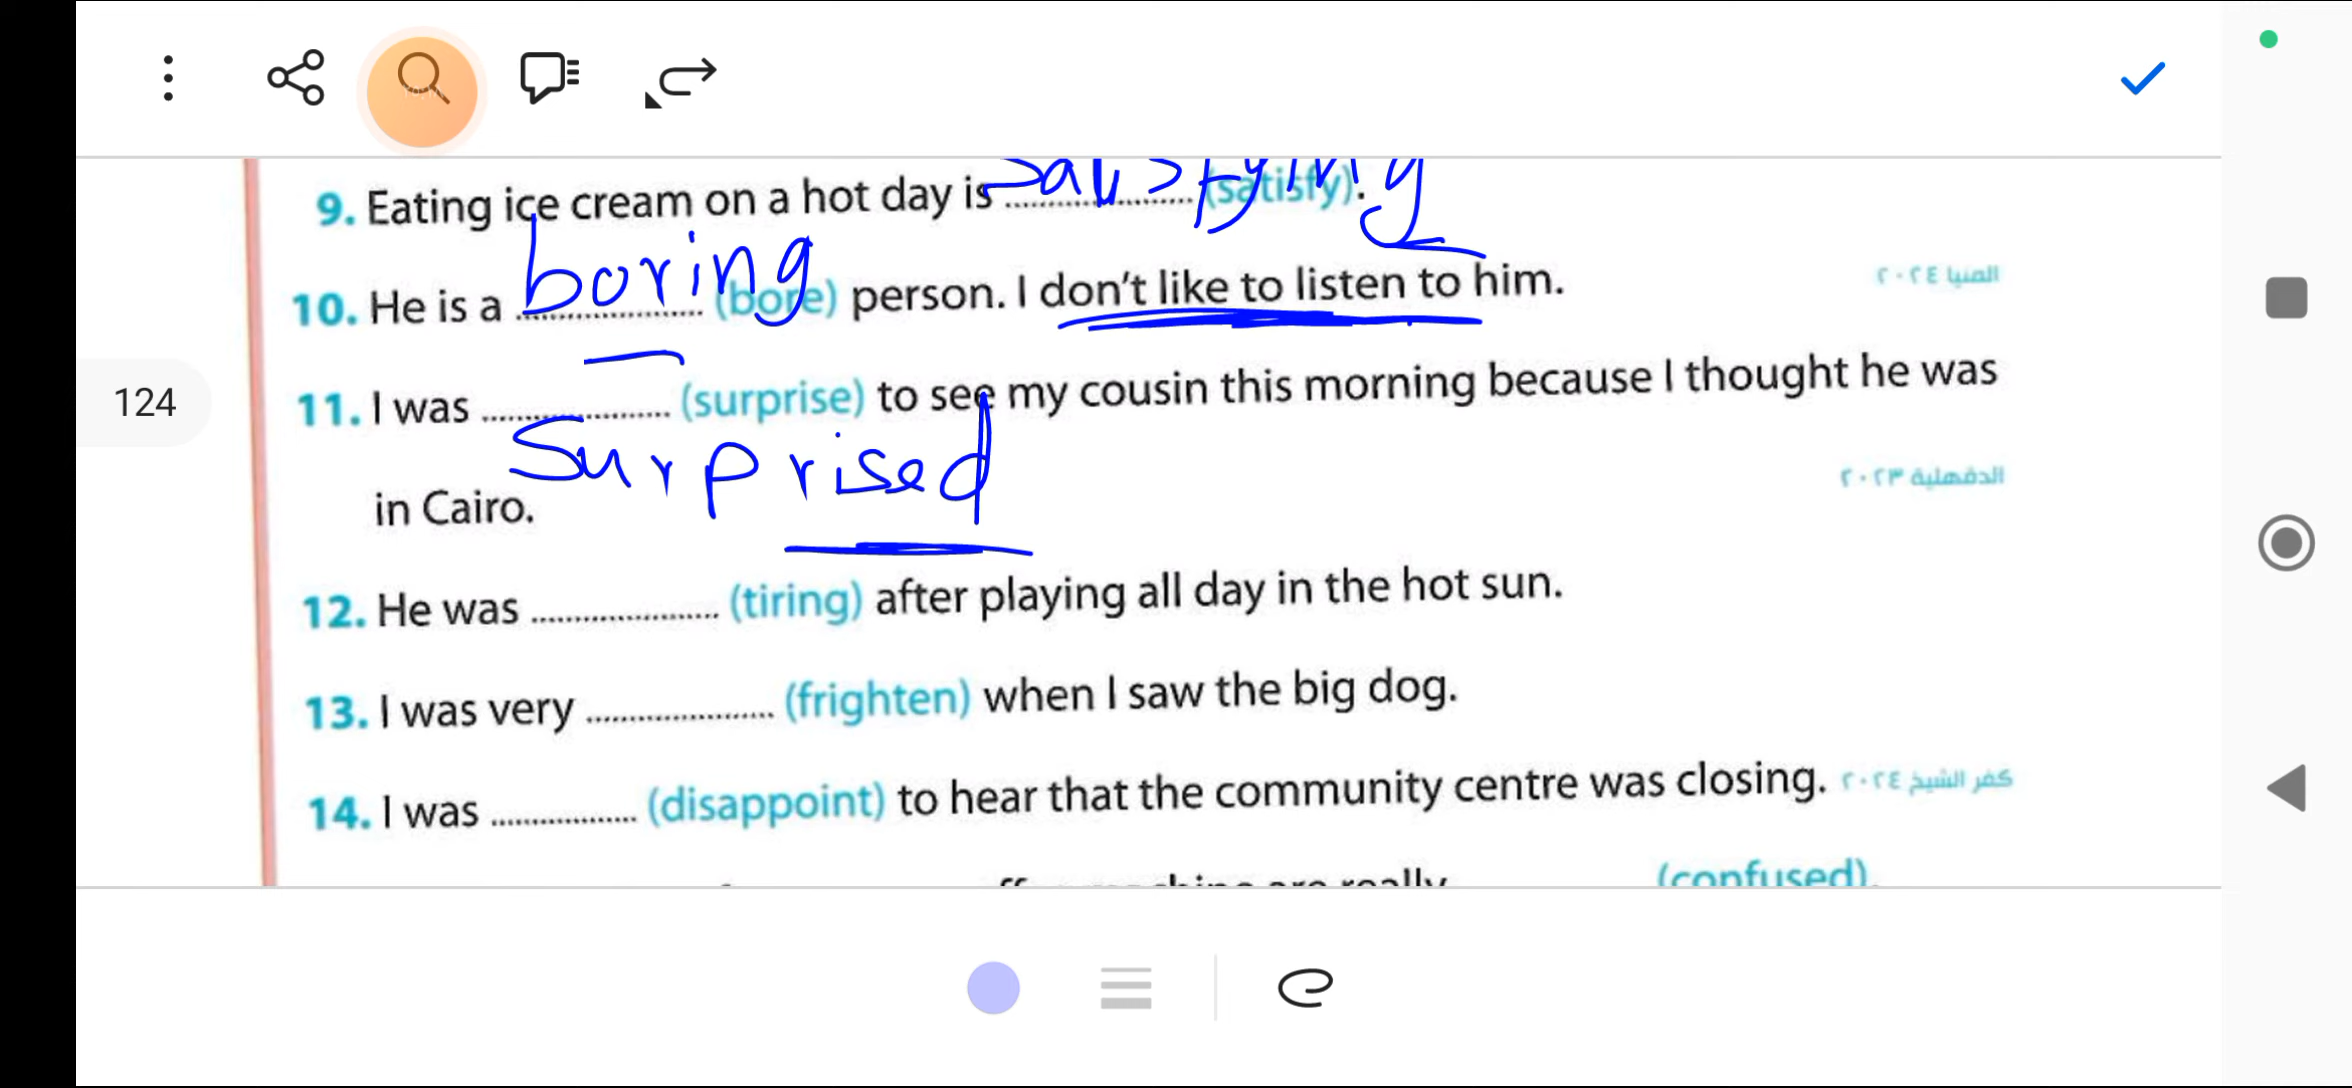 satisfying
9. Eating ice cream on a hot day is .................... (satisfy).
boring
10. He is a .................... (bore) person. I don't like to listen to him. المنيا ٢٠٢٤
124
11. I was .................... (surprise) to see my cousin this morning because I thought he was
surprised
in Cairo. الدقهلية ٢٠٢٣
12. He was .................... (tiring) after playing all day in the hot sun.
13. I was very .................... (frighten) when I saw the big dog.
14. I was ................ (disappoint) to hear that the community centre was closing. كفر الشيخ ٢٠٢٤
are really (confused).